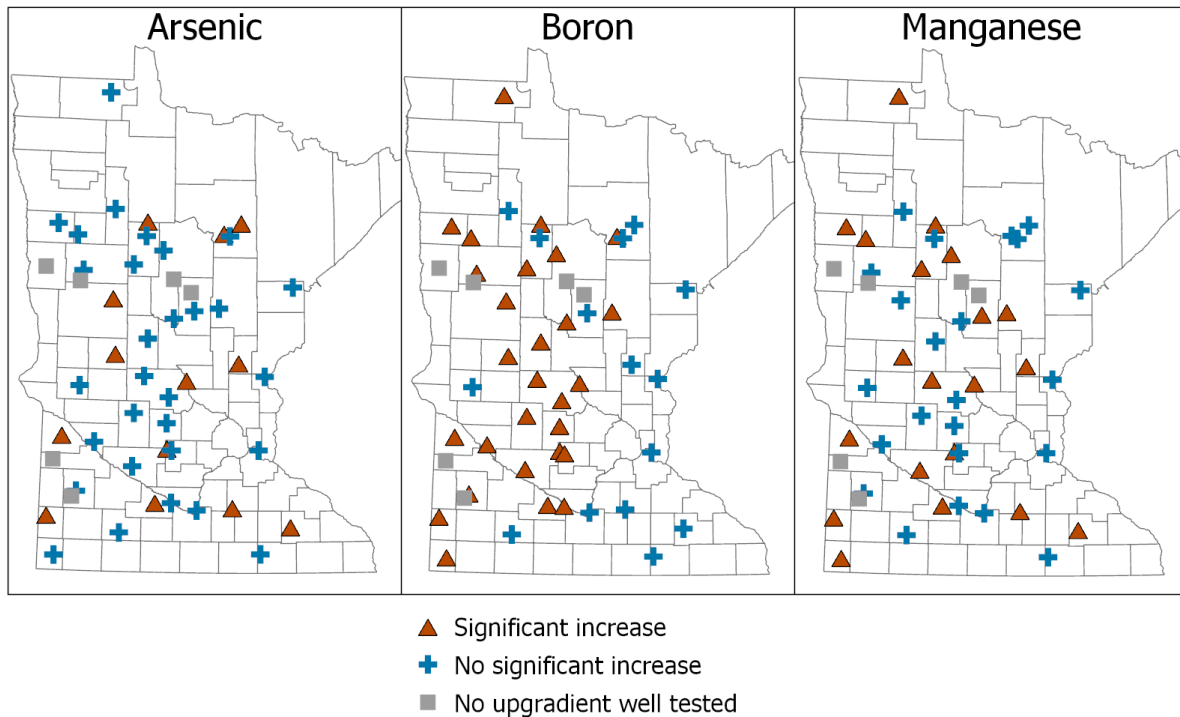 Arsenic
Boron
Manganese
Significant increase
No significant increase
No upgradient well tested